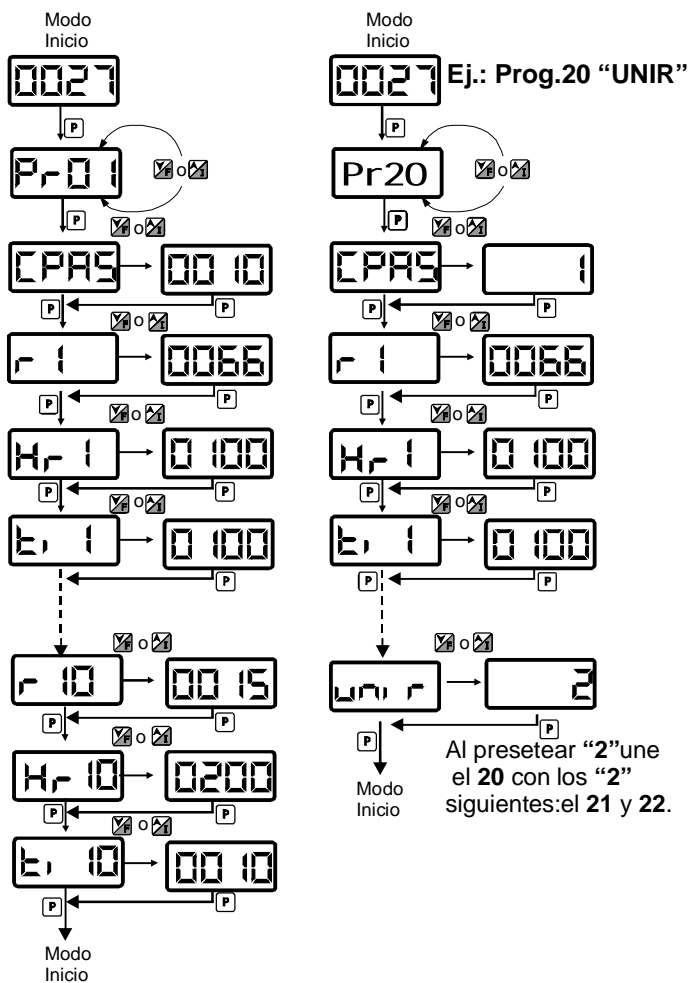 Modo
Inicio
0027
P
Pr01
F o I
P
F o I
CPAS
0010
P
P
F o I
r 1
0066
P
P
F o I
Hr 1
0100
P
P
F o I
ti 1
0100
P
F o I
r 10
0015
P
P
F o I
Hr 10
0200
P
P
F o I
ti 10
0010
P
P
Modo
Inicio
Modo
Inicio
0027
Ej.: Prog.20 “UNIR”
P
Pr20
F o I
P
F o I
CPAS
1
P
P
F o I
r 1
0066
P
P
F o I
Hr 1
0100
P
P
F o I
ti 1
0100
P
P
F o I
unir
2
P
P
Modo
Inicio
Al presetear “2”une
el 20 con los “2”
siguientes:el 21 y 22.